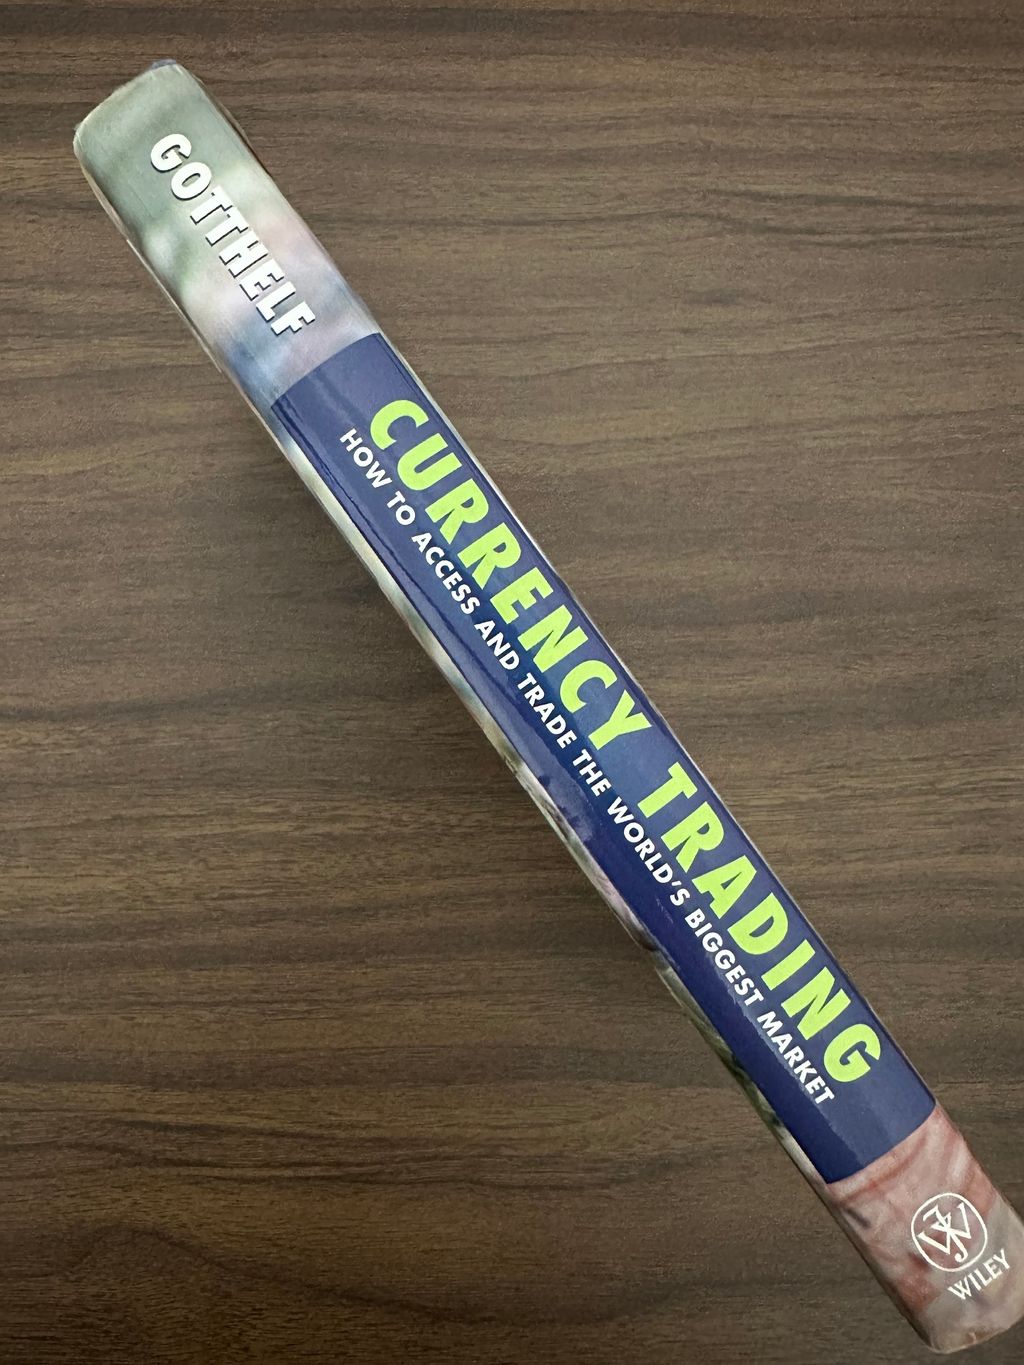 GOTTHELF
CURRENCY TRADING
HOW TO ACCESS AND TRADE THE WORLD'S BIGGEST MARKET
WILEY